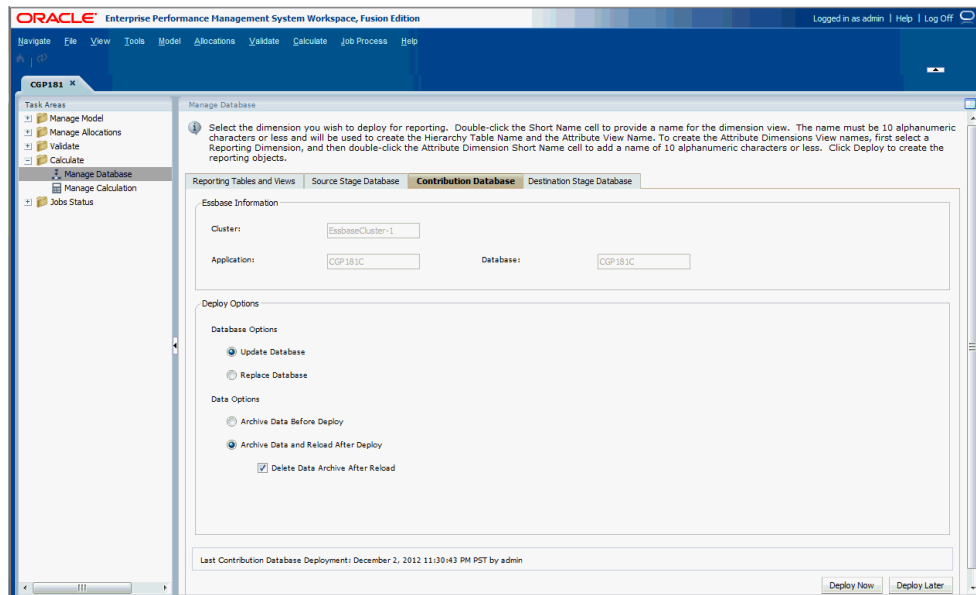 ORACLE Enterprise Performance Management System Workspace, Fusion Edition
Logged in as admin | Help | Log Off
Navigate File View Tools Model Allocations Validate Calculate Job Process Help
CGP181
Task Areas
Manage Model
Manage Allocations
Validate
Calculate
Manage Database
Manage Calculation
Jobs Status
Manage Database
Select the dimension you wish to deploy for reporting. Double-click the Short Name cell to provide a name for the dimension view. The name must be 10 alphanumeric
characters or less and will be used to create the Hierarchy Table Name and the Attribute View Name. To create the Attribute Dimensions View names, first select a
Reporting Dimension, and then double-click the Attribute Dimension Short Name cell to add a name of 10 alphanumeric characters or less. Click Deploy to create the
reporting objects.
Reporting Tables and Views Source Stage Database Contribution Database Destination Stage Database
Essbase Information
Cluster: EssbaseCluster-1
Application: CGP181C Database: CGP181C
Deploy Options
Database Options
Update Database
Replace Database
Data Options
Archive Data Before Deploy
Archive Data and Reload After Deploy
Delete Data Archive After Reload
Last Contribution Database Deployment: December 2, 2012 11:30:43 PM PST by admin
Deploy Now Deploy Later